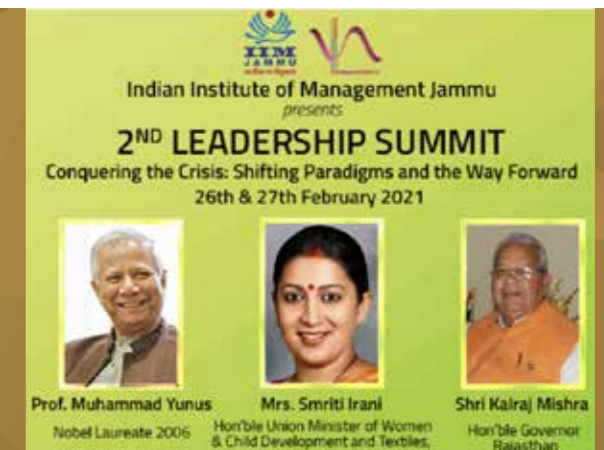 IIM
JAMMU
Indian Institute of Management Jammu
presents
2ND LEADERSHIP SUMMIT
Conquering the Crisis: Shifting Paradigms and the Way Forward
26th & 27th February 2021
Prof. Muhammad Yunus
Nobel Laureate 2006
Mrs. Smriti Irani
Hon'ble Union Minister of Women
& Child Development and Textiles,
Shri Kalraj Mishra
Hon'ble Governor
Rajasthan